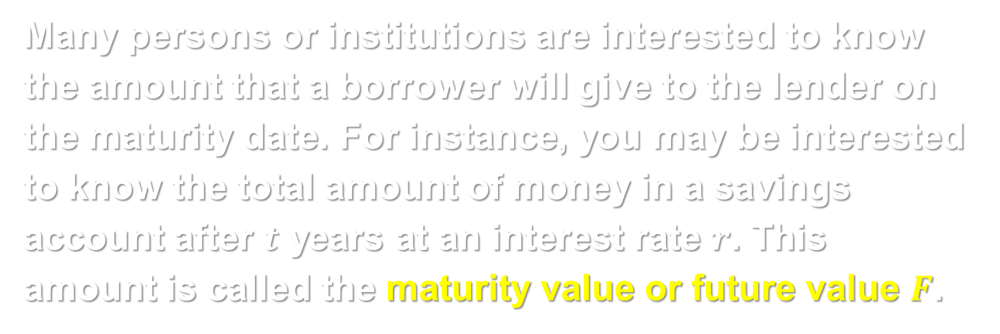 Many persons or institutions are interested to know
the amount that a borrower will give to the lender on
the maturity date. For instance, you may be interested
to know the total amount of money in a savings
account after t years at an interest rate r. This
amount is called the maturity value or future value F.